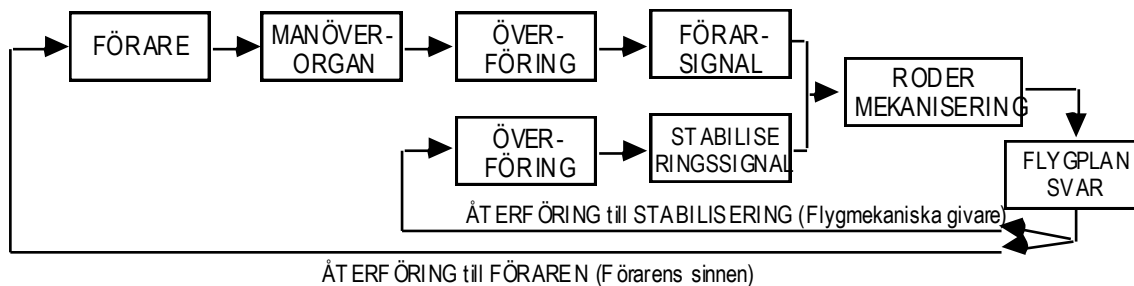 FÖRARE
MANÖVER-
ORGAN
ÖVER-
FÖRING
FÖRAR-
SIGNAL
RODER
MEKANISERING
ÖVER-
FÖRING
STABILISE
RINGSSIGNAL
FLYGPLAN
SVAR
ÅTERFÖRING till STABILISERING (Flygmekaniska givare)
ÅTERFÖRING till FÖRAREN (Förarens sinnen)